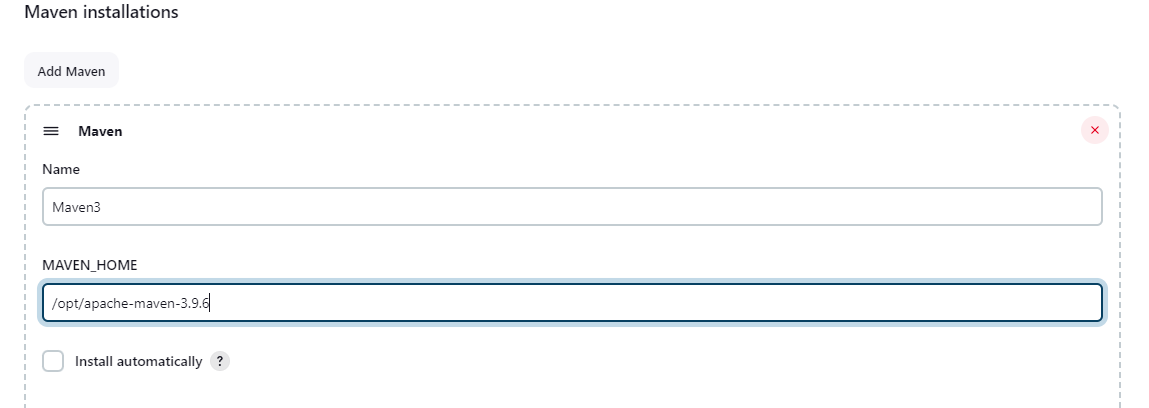 Maven installations
Add Maven
Maven
Name
Maven3
MAVEN_HOME
/opt/apache-maven-3.9.6
Install automatically ?